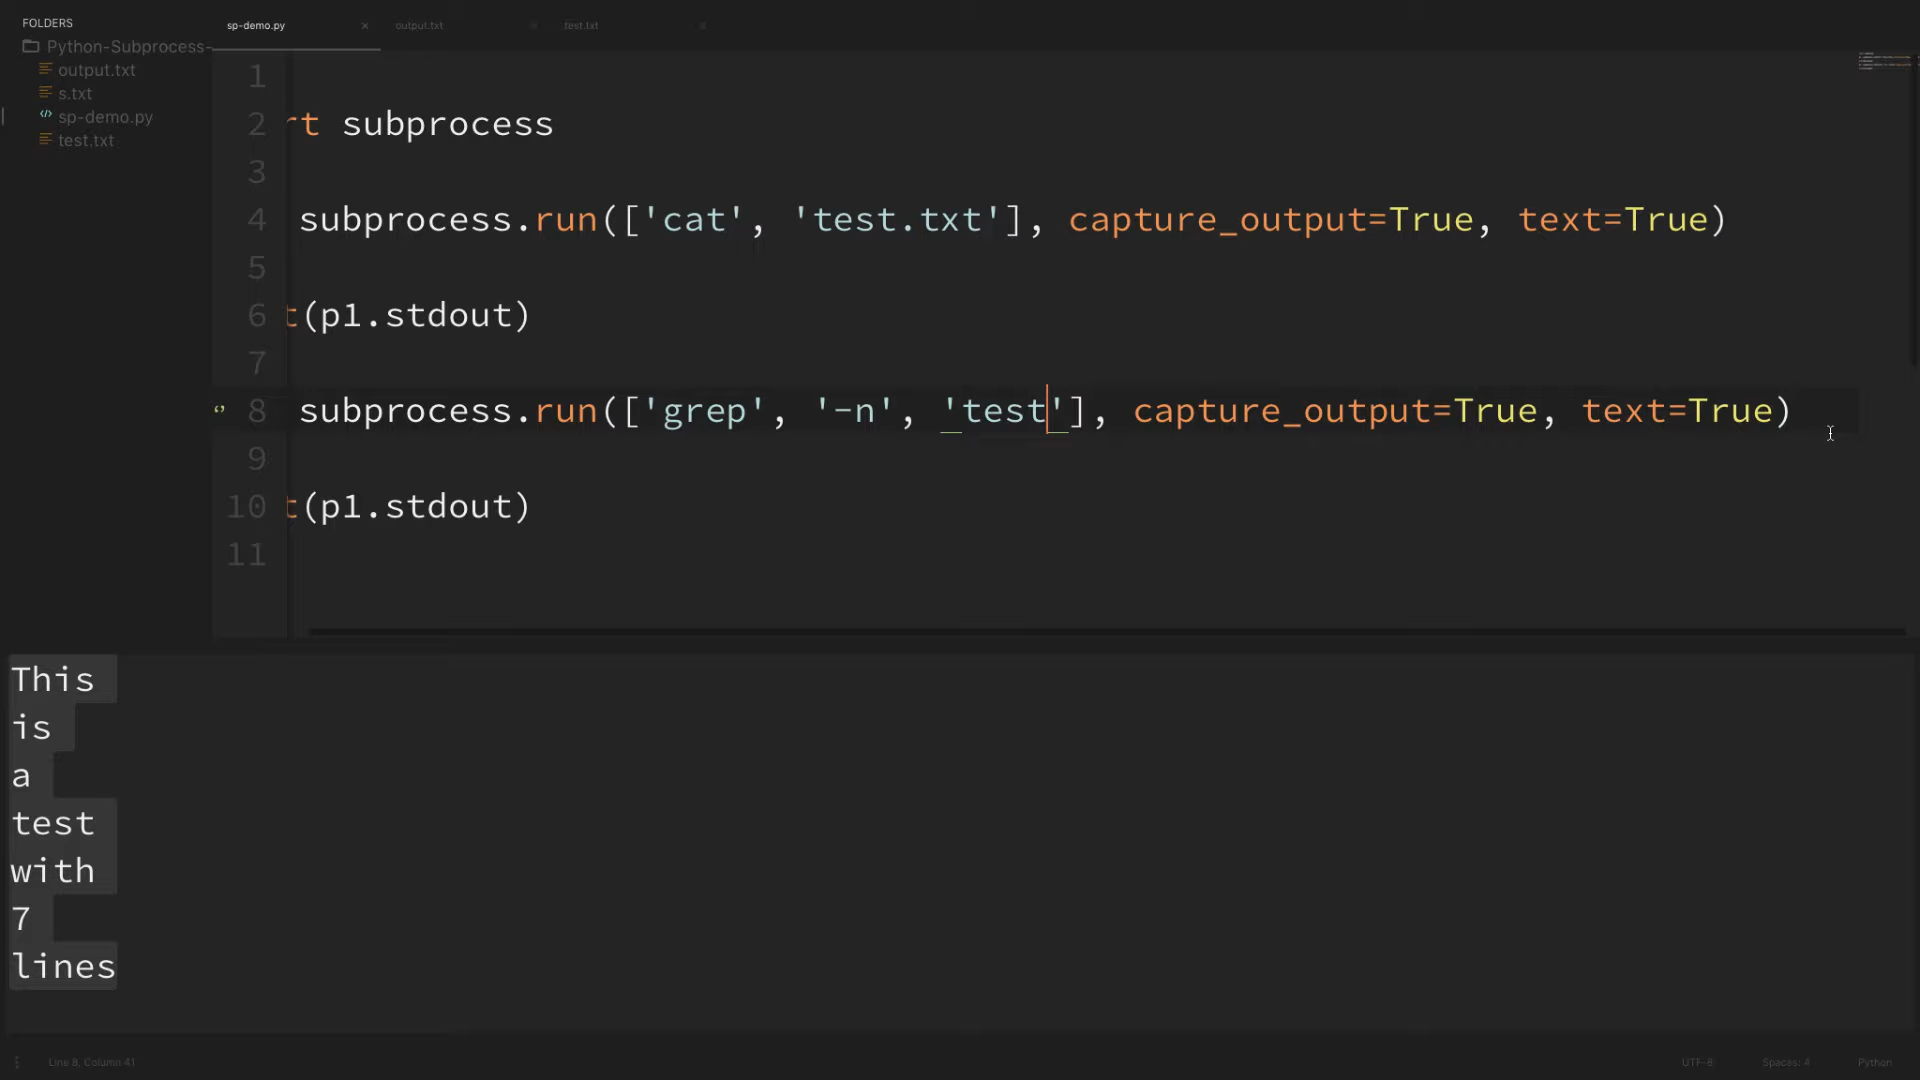 FOLDERS
Python-Subprocess-
output.txt
s.txt
sp-demo.py
test.txt
sp-demo.py × output.txt × test.txt ×
1
2 rt subprocess
3
4 subprocess.run(['cat', 'test.txt'], capture_output=True, text=True)
5
6 t(p1.stdout)
7
8 subprocess.run(['grep', '-n', 'test'], capture_output=True, text=True)
9
10 t(p1.stdout)
11
This
is
a
test
with
7
lines
Line 8, Column 41 UTF-8 Spaces: 4 Python